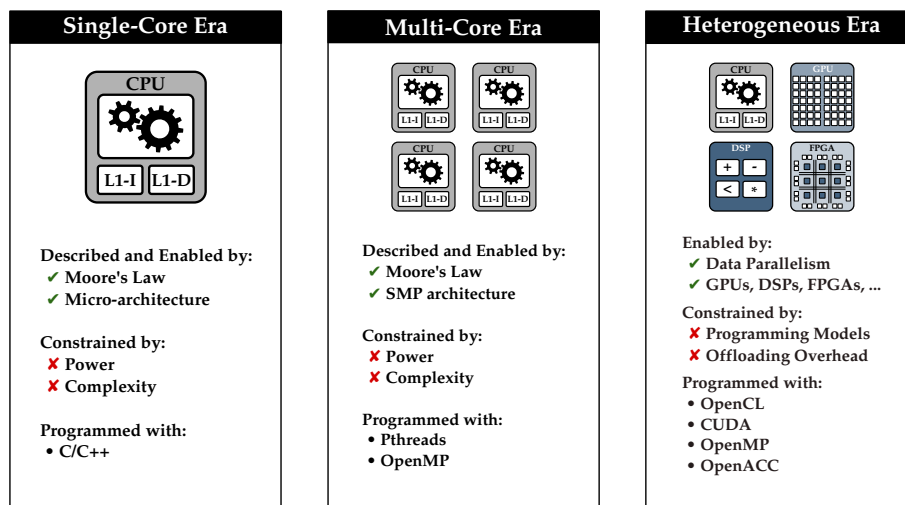 Single-Core Era
CPU
L1-I L1-D
Described and Enabled by:
✔ Moore's Law
✔ Micro-architecture
Constrained by:
✘ Power
✘ Complexity
Programmed with:
• C/C++
Multi-Core Era
CPU CPU
L1-I L1-D L1-I L1-D
CPU CPU
L1-I L1-D L1-I L1-D
Described and Enabled by:
✔ Moore's Law
✔ SMP architecture
Constrained by:
✘ Power
✘ Complexity
Programmed with:
• Pthreads
• OpenMP
Heterogeneous Era
CPU GPU
L1-I L1-D
DSP FPGA
+ -
< *
Enabled by:
✔ Data Parallelism
✔ GPUs, DSPs, FPGAs, ...
Constrained by:
✘ Programming Models
✘ Offloading Overhead
Programmed with:
• OpenCL
• CUDA
• OpenMP
• OpenACC